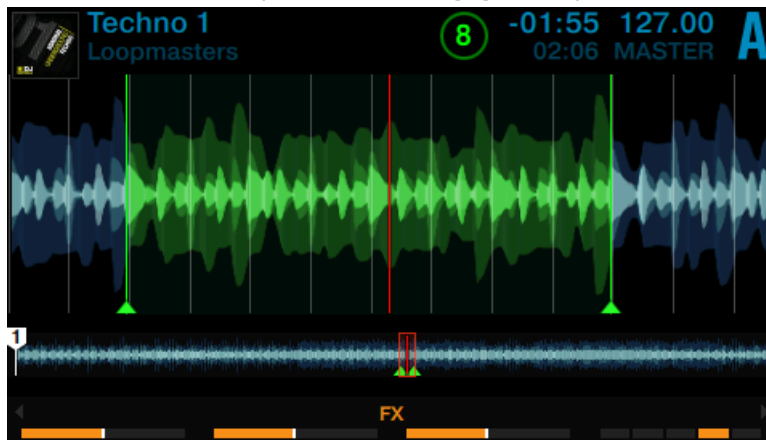 Techno 1
Loopmasters
8
-01:55 127.00
02:06 MASTER
A
1
FX